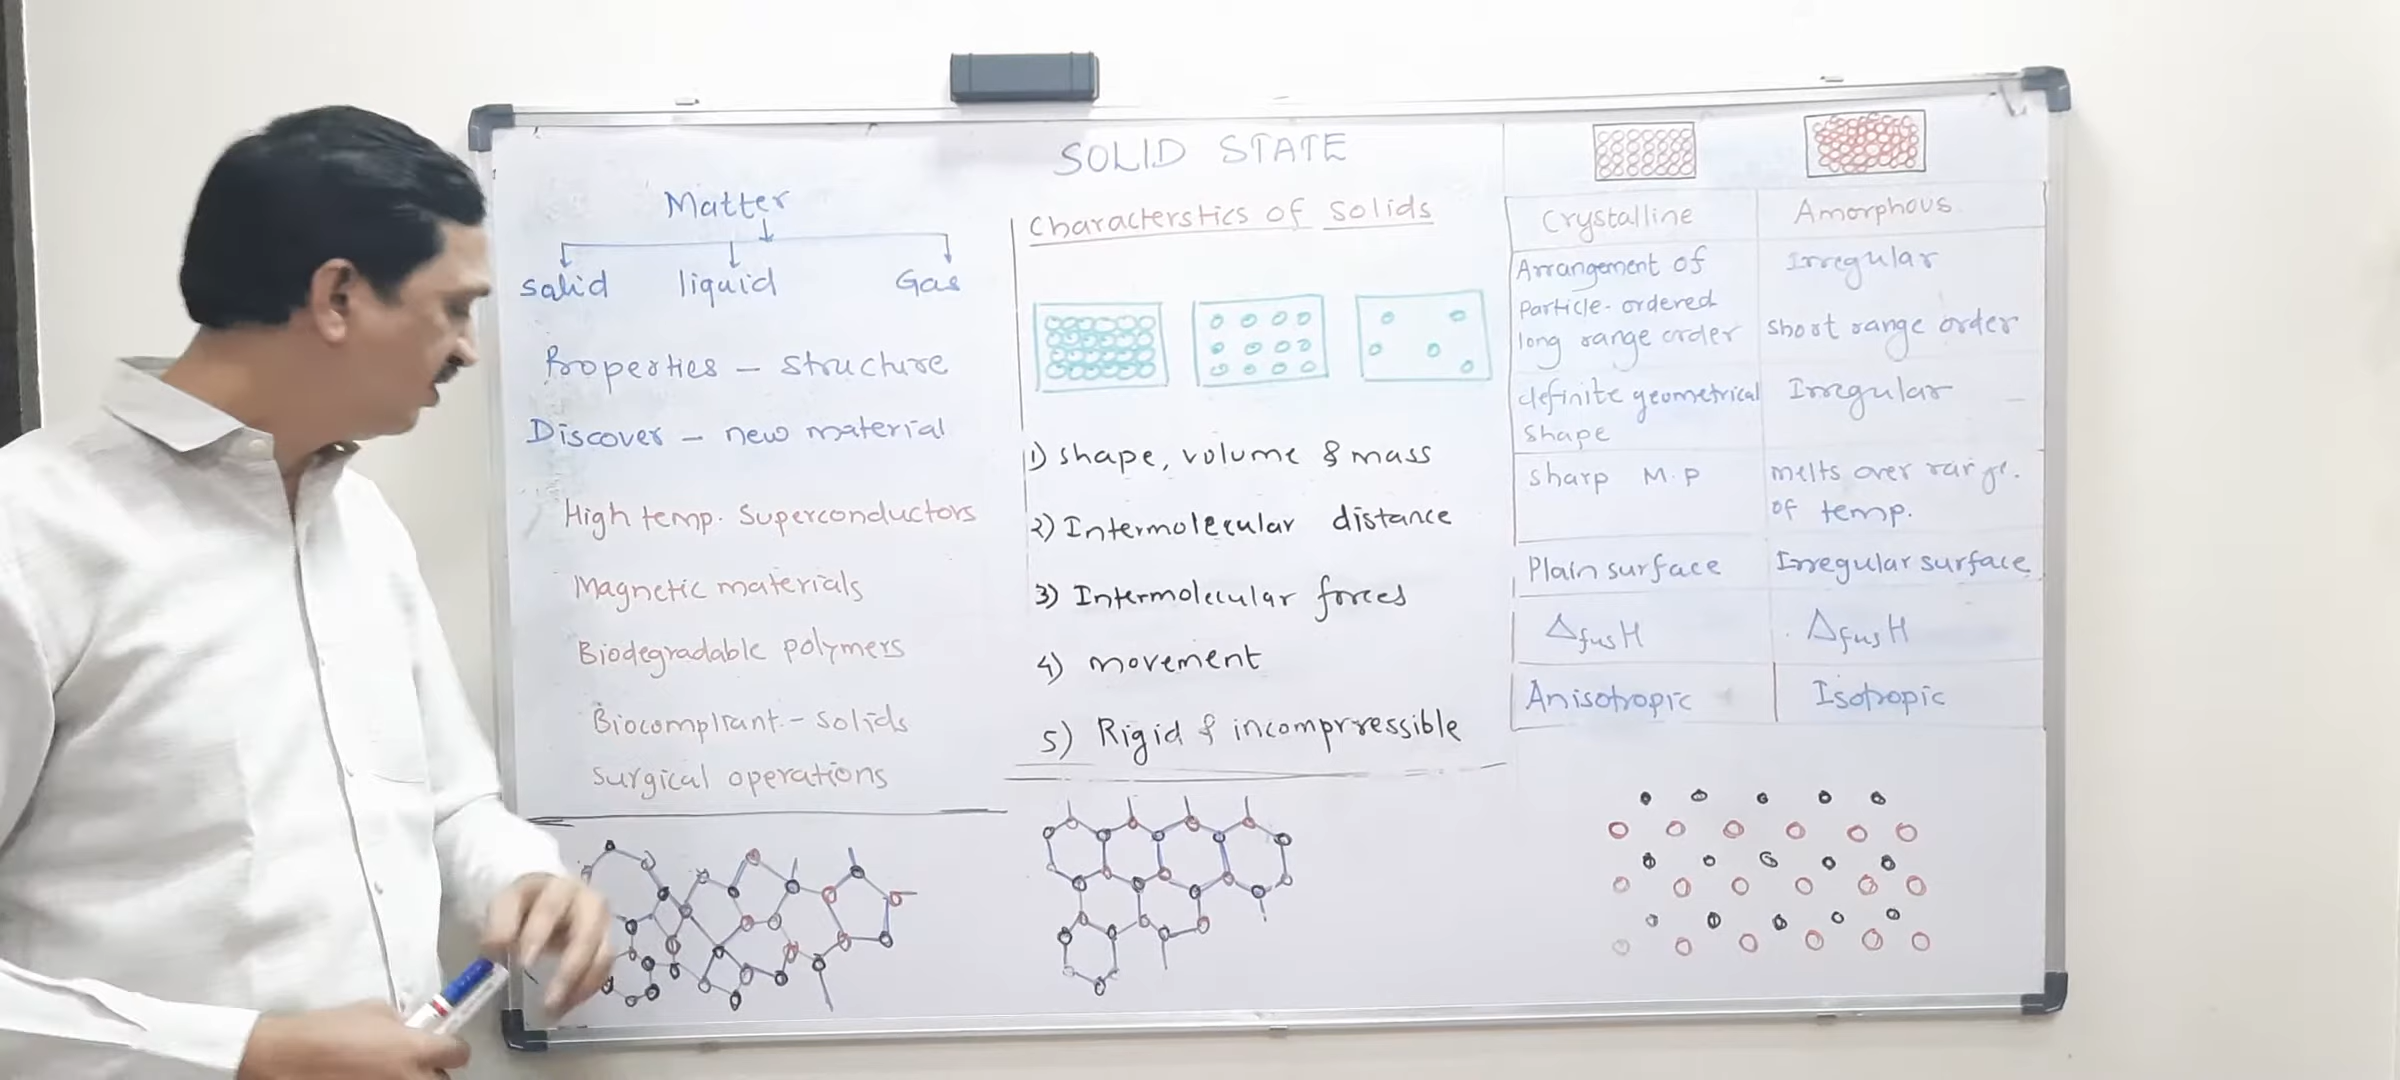 SOLID STATE
Matter
Solid liquid Gas
Properties - structure
Discover - new material
High temp. Superconductors
Magnetic materials
Biodegradable polymers
Biocompliant - solids
Surgical operations
Characterstics of solids
1) shape, volume & mass
2) Intermolecular distance
3) Intermolecular forces
4) movement
5) Rigid & incomprressible
Crystalline Amorphous
Arrangement of Irregular
Particle - ordered
long range order short range order
definite geometrical Irregular
shape
sharp M.P melts over range.
of temp.
Plain surface Irregular surface
ΔfusH ΔfusH
Anisotropic Isotropic